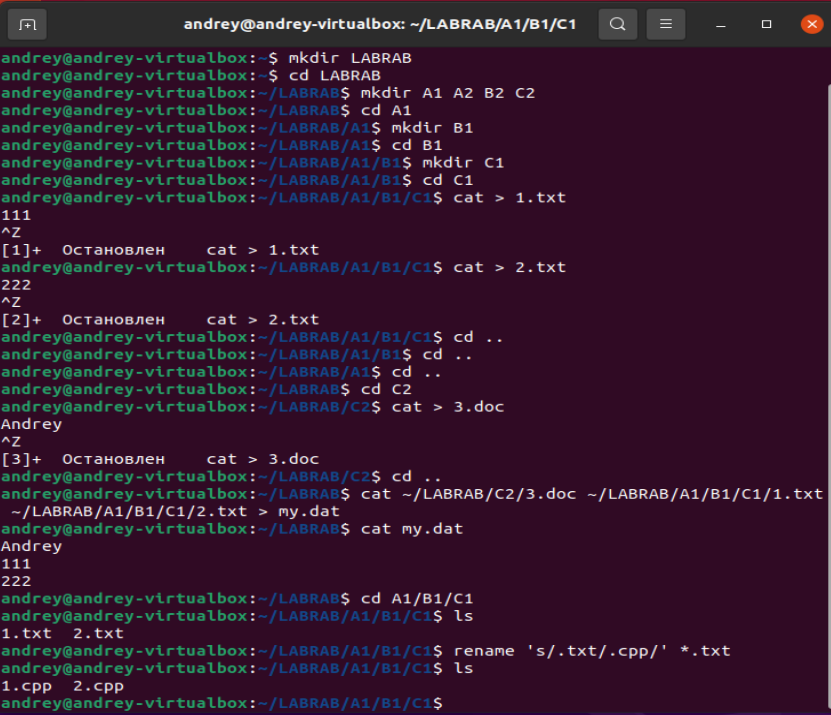 andrey@andrey-virtualbox: ~/LABRAB/A1/B1/C1
andrey@andrey-virtualbox:~$ mkdir LABRAB
andrey@andrey-virtualbox:~$ cd LABRAB
andrey@andrey-virtualbox:~/LABRAB$ mkdir A1 A2 B2 C2
andrey@andrey-virtualbox:~/LABRAB$ cd A1
andrey@andrey-virtualbox:~/LABRAB/A1$ mkdir B1
andrey@andrey-virtualbox:~/LABRAB/A1$ cd B1
andrey@andrey-virtualbox:~/LABRAB/A1/B1$ mkdir C1
andrey@andrey-virtualbox:~/LABRAB/A1/B1$ cd C1
andrey@andrey-virtualbox:~/LABRAB/A1/B1/C1$ cat > 1.txt
111
^Z
[1]+  Остановлен    cat > 1.txt
andrey@andrey-virtualbox:~/LABRAB/A1/B1/C1$ cat > 2.txt
222
^Z
[2]+  Остановлен    cat > 2.txt
andrey@andrey-virtualbox:~/LABRAB/A1/B1/C1$ cd ..
andrey@andrey-virtualbox:~/LABRAB/A1/B1$ cd ..
andrey@andrey-virtualbox:~/LABRAB/A1$ cd ..
andrey@andrey-virtualbox:~/LABRAB$ cd C2
andrey@andrey-virtualbox:~/LABRAB/C2$ cat > 3.doc
Andrey
^Z
[3]+  Остановлен    cat > 3.doc
andrey@andrey-virtualbox:~/LABRAB/C2$ cd ..
andrey@andrey-virtualbox:~/LABRAB$ cat ~/LABRAB/C2/3.doc ~/LABRAB/A1/B1/C1/1.txt
 ~/LABRAB/A1/B1/C1/2.txt > my.dat
andrey@andrey-virtualbox:~/LABRAB$ cat my.dat
Andrey
111
222
andrey@andrey-virtualbox:~/LABRAB$ cd A1/B1/C1
andrey@andrey-virtualbox:~/LABRAB/A1/B1/C1$ ls
1.txt  2.txt
andrey@andrey-virtualbox:~/LABRAB/A1/B1/C1$ rename 's/.txt/.cpp/' *.txt
andrey@andrey-virtualbox:~/LABRAB/A1/B1/C1$ ls
1.cpp  2.cpp
andrey@andrey-virtualbox:~/LABRAB/A1/B1/C1$